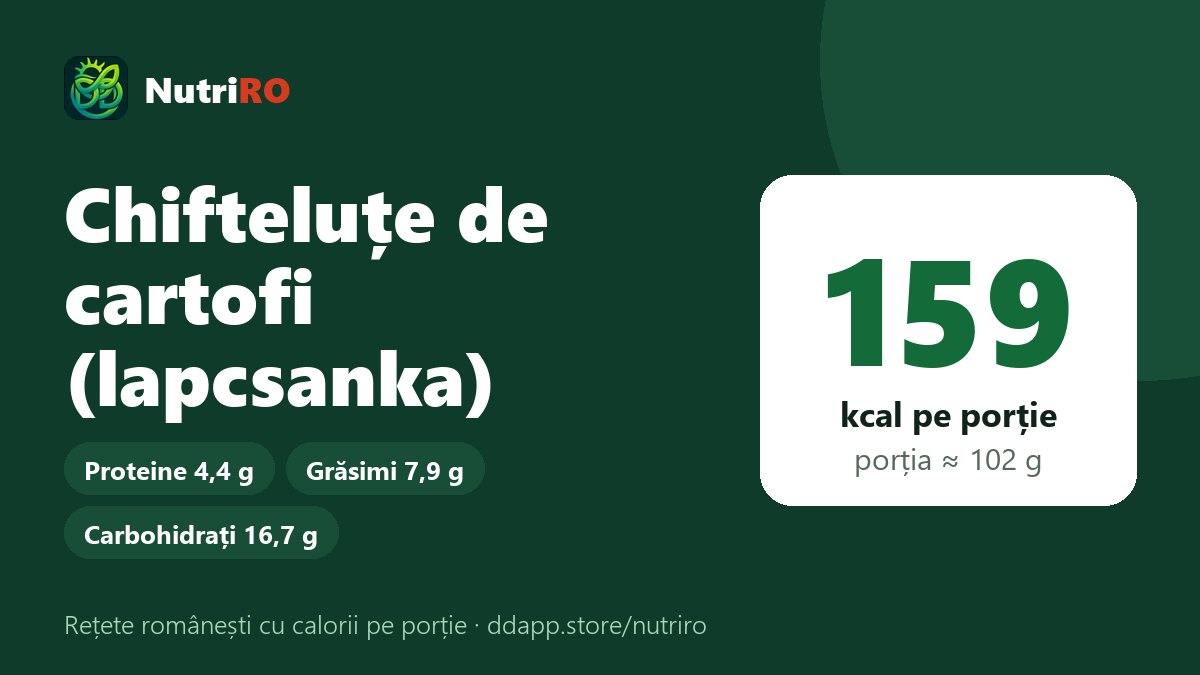 NutriRO
Chifteluțe de
cartofi
(lapcsanka)
Proteine 4,4 g
Grăsimi 7,9 g
Carbohidrați 16,7 g
159
kcal pe porție
porția ≈ 102 g
Rețete românești cu calorii pe porție · ddapp.store/nutriro